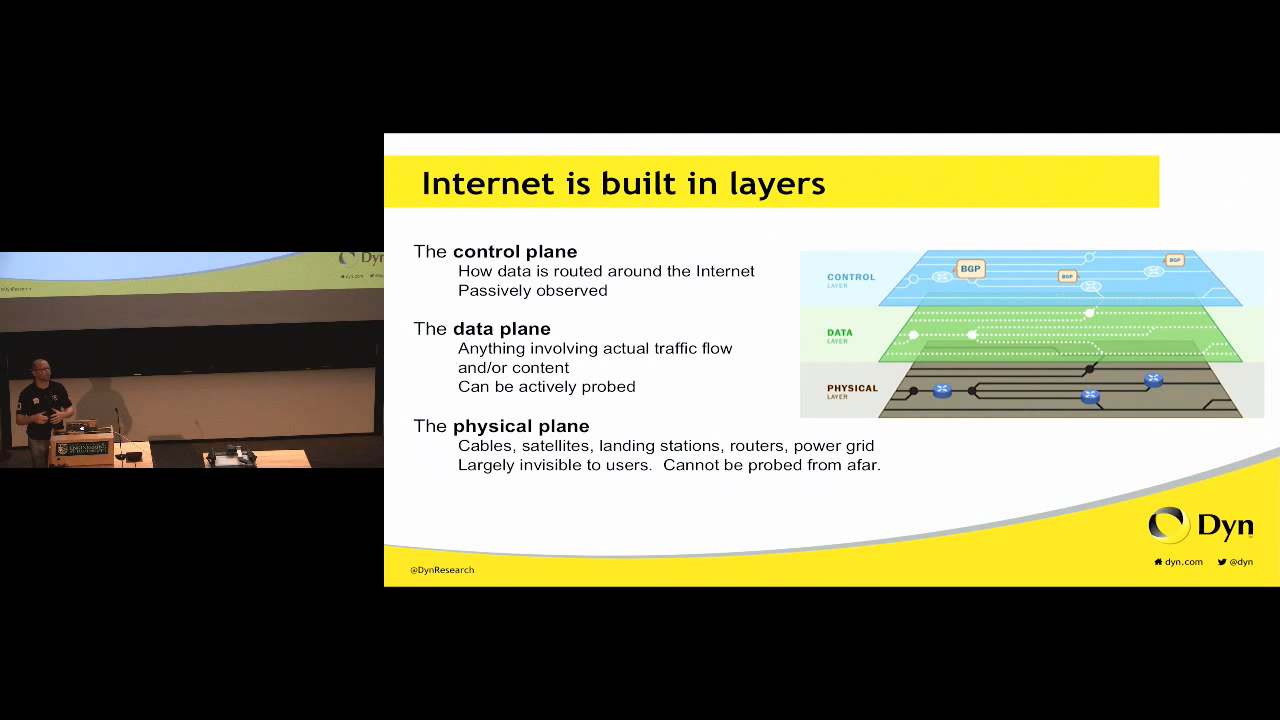 Internet is built in layers
The control plane
How data is routed around the Internet
Passively observed
The data plane
Anything involving actual traffic flow
and/or content
Can be actively probed
The physical plane
Cables, satellites, landing stations, routers, power grid
Largely invisible to users. Cannot be probed from afar.
CONTROL
LAYER
BGP
BGP
BGP
DATA
LAYER
PHYSICAL
LAYER
Dyn
dyn.com @dyn
@DynResearch